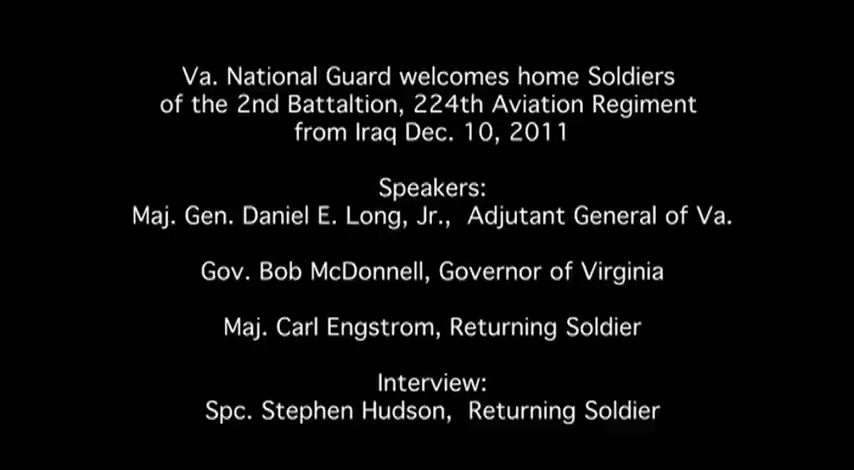 Va. National Guard welcomes home Soldiers
of the 2nd Battaltion, 224th Aviation Regiment
from Iraq Dec. 10, 2011
Speakers:
Maj. Gen. Daniel E. Long, Jr.,  Adjutant General of Va.
Gov. Bob McDonnell, Governor of Virginia
Maj. Carl Engstrom, Returning Soldier
Interview:
Spc. Stephen Hudson,  Returning Soldier